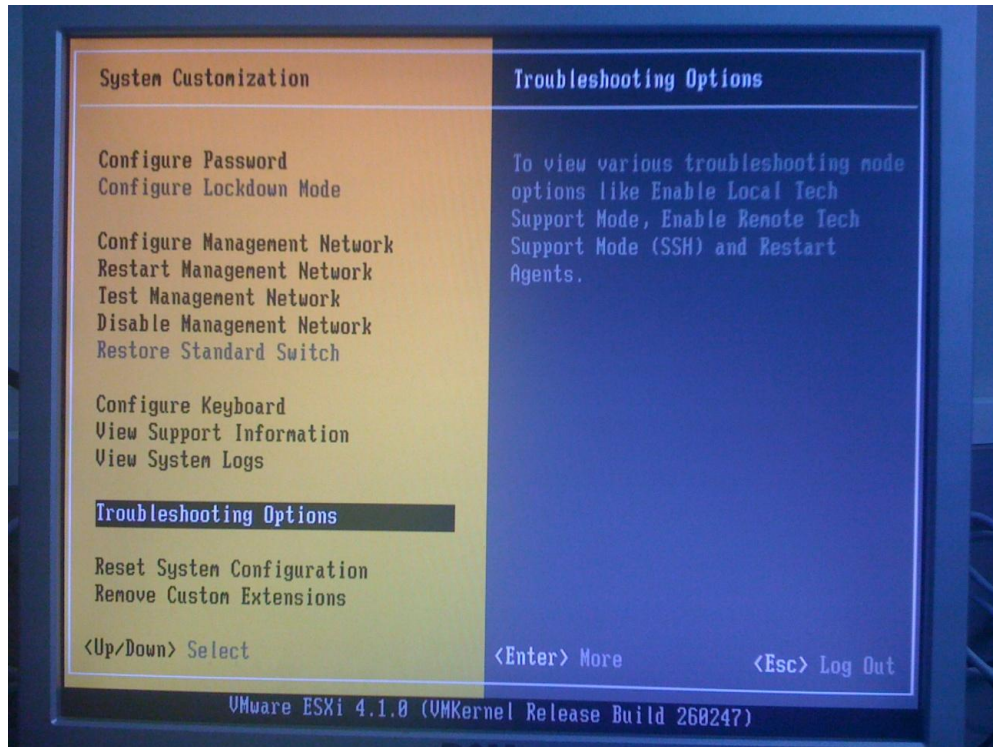 System Customization
Troubleshooting Options
Configure Password
Configure Lockdown Mode
Configure Management Network
Restart Management Network
Test Management Network
Disable Management Network
Restore Standard Switch
Configure Keyboard
View Support Information
View System Logs
Troubleshooting Options
Reset System Configuration
Remove Custom Extensions
To view various troubleshooting mode
options like Enable Local Tech
Support Mode, Enable Remote Tech
Support Mode (SSH) and Restart
Agents.
<Up/Down> Select
<Enter> More
<Esc> Log Out
VMware ESXi 4.1.0 (VMKernel Release Build 260247)